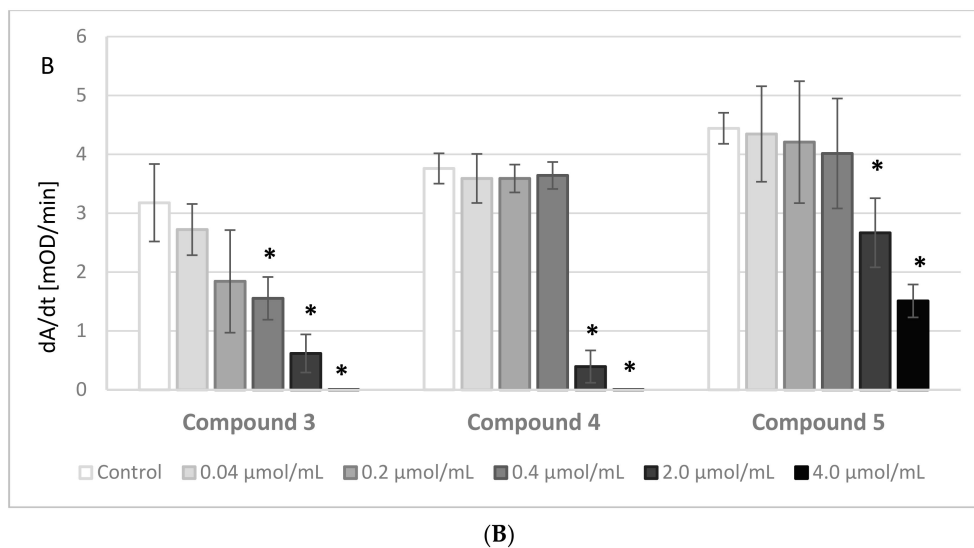 B
6
5
4
3
2
1
0
dA/dt [mOD/min]
* * *
* *
* *
Compound 3 Compound 4 Compound 5
Control 0.04 µmol/mL 0.2 µmol/mL 0.4 µmol/mL 2.0 µmol/mL 4.0 µmol/mL
(B)